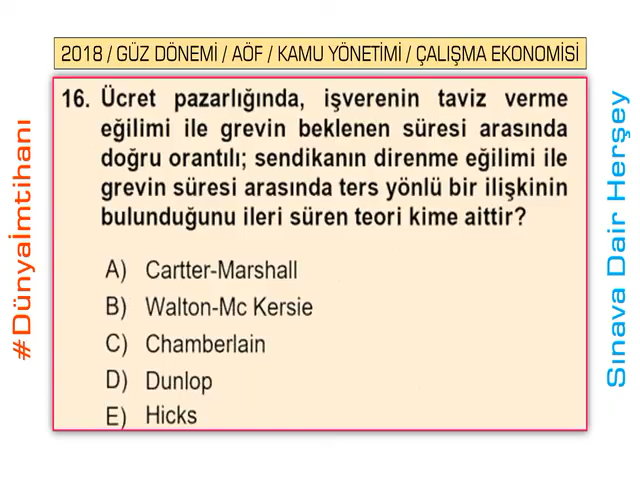 2018 / GÜZ DÖNEMİ / AÖF / KAMU YÖNETİMİ / ÇALIŞMA EKONOMİSİ
#Dünyaİmtihanı
16. Ücret pazarlığında, işverenin taviz verme
eğilimi ile grevin beklenen süresi arasında
doğru orantılı; sendikanın direnme eğilimi ile
grevin süresi arasında ters yönlü bir ilişkinin
bulunduğunu ileri süren teori kime aittir?
A) Cartter-Marshall
B) Walton-Mc Kersie
C) Chamberlain
D) Dunlop
E) Hicks
Sınava Dair Herşey